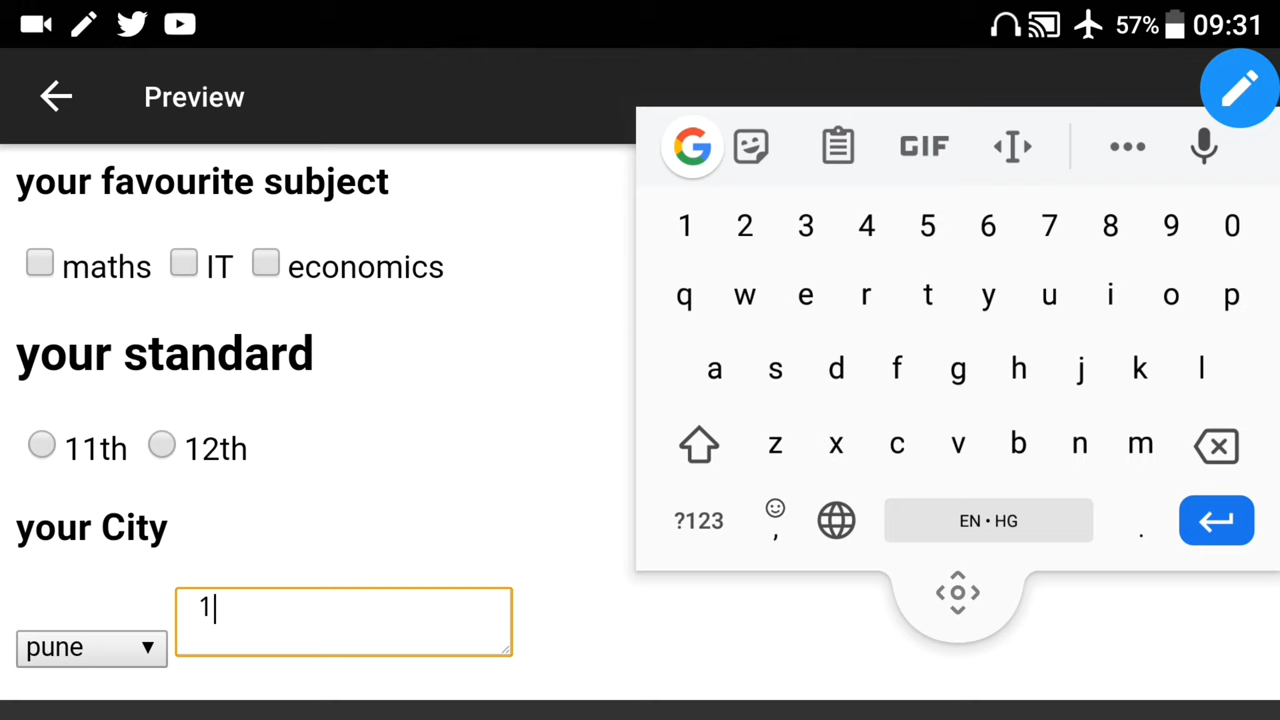 57% 09:31
Preview
your favourite subject
maths IT economics
your standard
11th 12th
your City
pune 1
GIF
1 2 3 4 5 6 7 8 9 0
q w e r t y u i o p
a s d f g h j k l
z x c v b n m
?123 , EN • HG .